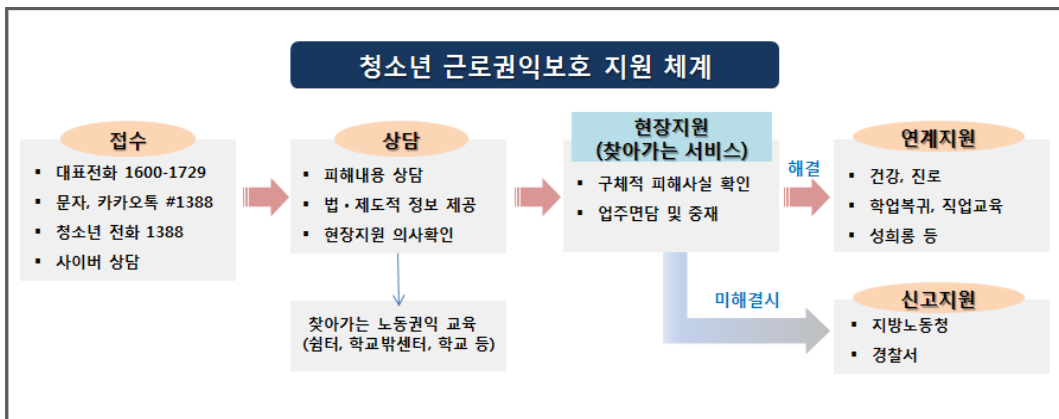 청소년 근로권익보호 지원 체계
접수
▪ 대표전화 1600-1729
▪ 문자, 카카오톡 #1388
▪ 청소년 전화 1388
▪ 사이버 상담
상담
▪ 피해내용 상담
▪ 법・제도적 정보 제공
▪ 현장지원 의사확인
찾아가는 노동권익 교육
(쉼터, 학교밖센터, 학교 등)
현장지원
(찾아가는 서비스)
▪ 구체적 피해사실 확인
▪ 업주면담 및 중재
해결
연계지원
▪ 건강, 진로
▪ 학업복귀, 직업교육
▪ 성희롱 등
미해결시
신고지원
▪ 지방노동청
▪ 경찰서